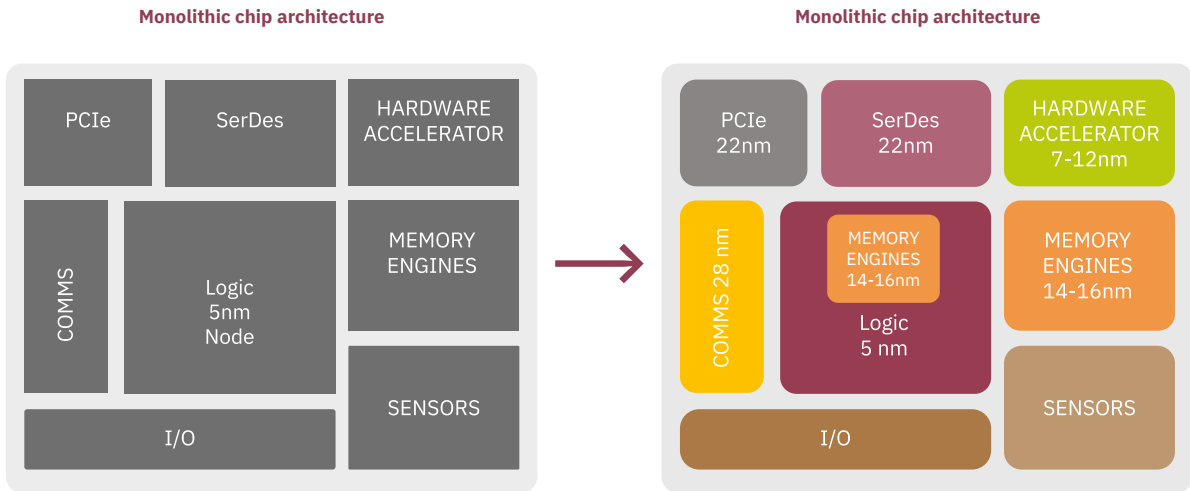 Monolithic chip architecture
PCIe
SerDes
HARDWARE
ACCELERATOR
COMMS
Logic
5nm
Node
MEMORY
ENGINES
SENSORS
I/O
Monolithic chip architecture
PCIe
22nm
SerDes
22nm
HARDWARE
ACCELERATOR
7-12nm
COMMS 28 nm
MEMORY
ENGINES
14-16nm
Logic
5 nm
MEMORY
ENGINES
14-16nm
SENSORS
I/O